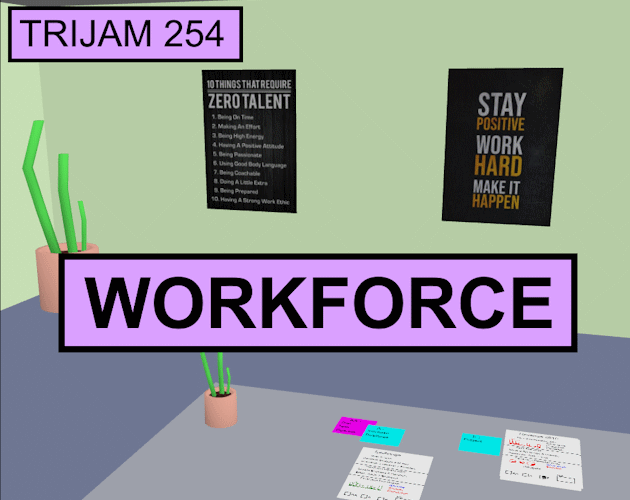 TRIJAM 254
10 THINGS THAT REQUIRE
ZERO TALENT
1. Being On Time
2. Making An Effort
3. Being High Energy
4. Having A Positive Attitude
5. Being Passionate
6. Using Good Body Language
7. Being Coachable
8. Doing A Little Extra
9. Being Prepared
10. Having A Strong Work Ethic
STAY
POSITIVE
WORK
HARD
MAKE IT
HAPPEN
WORKFORCE